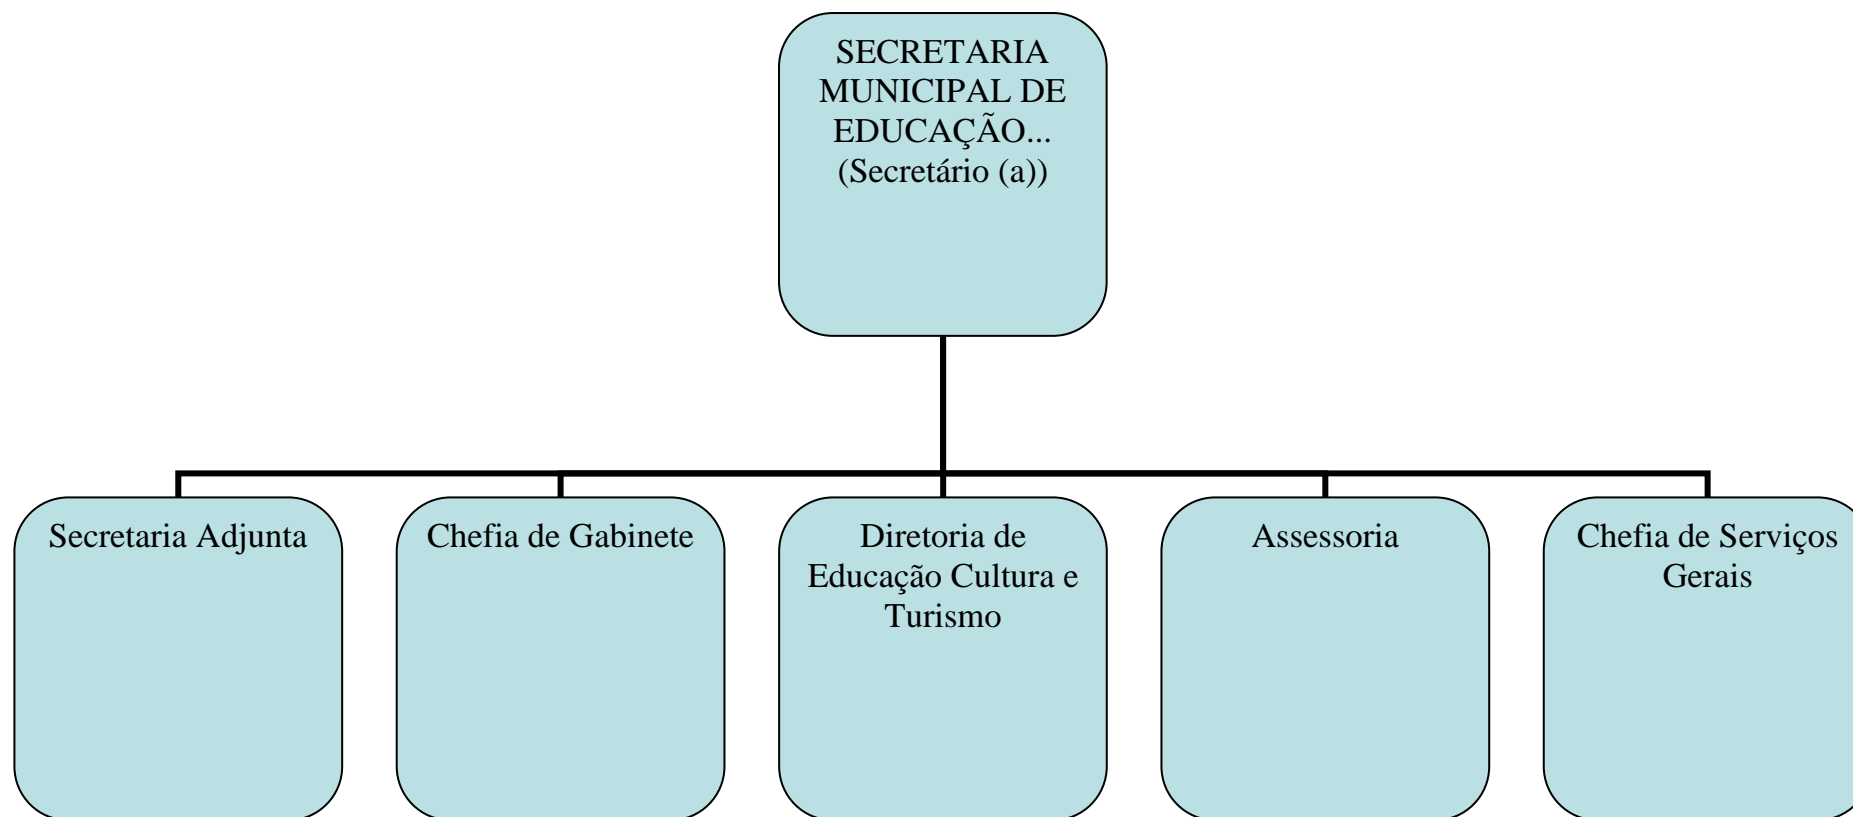 SECRETARIA
MUNICIPAL DE
EDUCAÇÃO...
(Secretário (a))
Secretaria Adjunta
Chefia de Gabinete
Diretoria de
Educação Cultura e
Turismo
Assessoria
Chefia de Serviços
Gerais